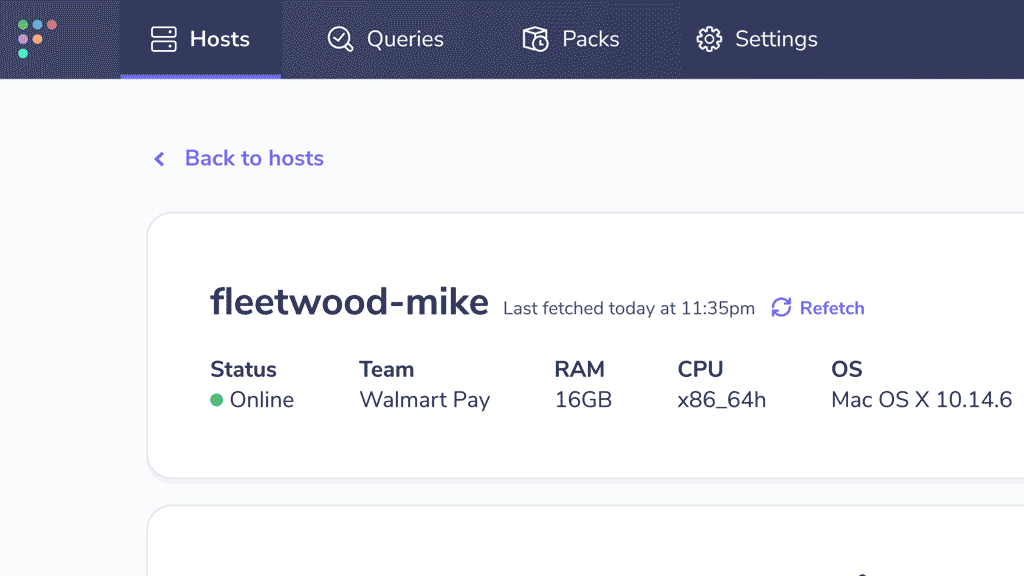 Hosts Queries Packs Settings
Back to hosts
fleetwood-mike Last fetched today at 11:35pm Refetch
Status Team RAM CPU OS
Online Walmart Pay 16GB x86_64h Mac OS X 10.14.6